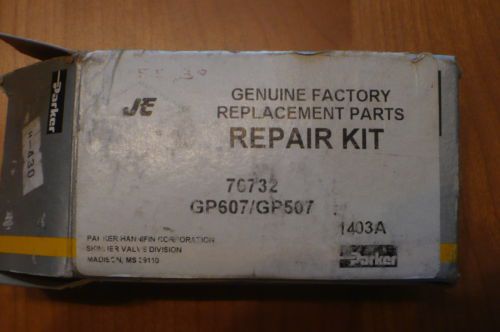 JE
GENUINE FACTORY
REPLACEMENT PARTS
REPAIR KIT
76732
GP607/GP507
1403A
PARKER HANNIFIN CORPORATION
SKINNER VALVE DIVISION
MADISON, MS 39110
Parker
Parker